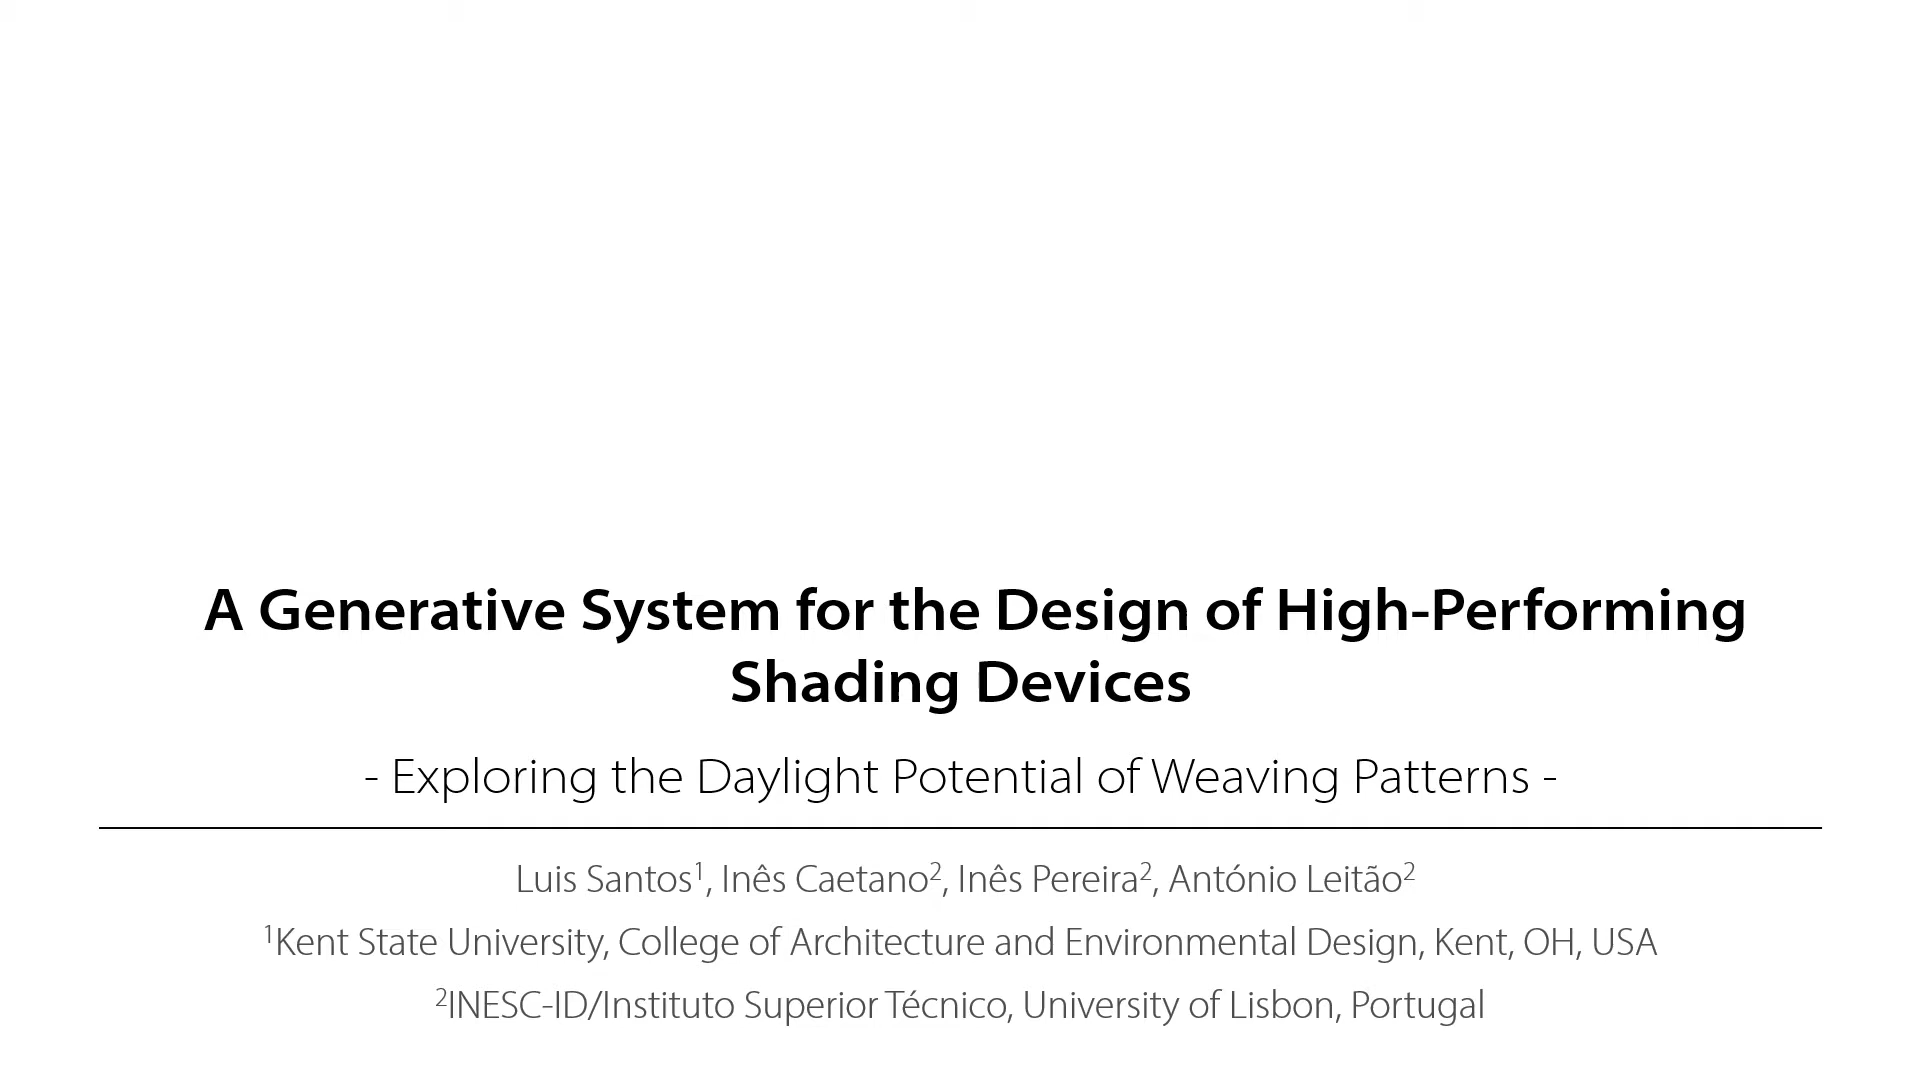 A Generative System for the Design of High-Performing
Shading Devices
- Exploring the Daylight Potential of Weaving Patterns -
Luis Santos¹, Inês Caetano², Inês Pereira², António Leitão²
¹Kent State University, College of Architecture and Environmental Design, Kent, OH, USA
²INESC-ID/Instituto Superior Técnico, University of Lisbon, Portugal